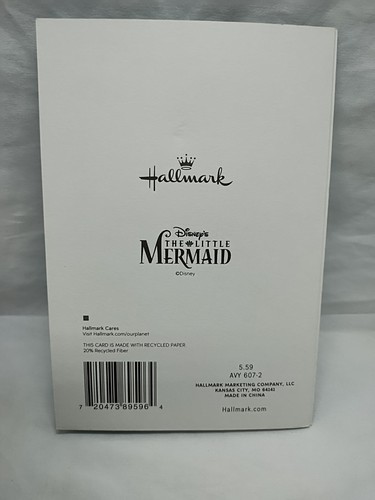 Hallmark
Disney's
THE LITTLE
MERMAID
©Disney
Hallmark Cares
Visit Hallmark.com/ourplanet
THIS CARD IS MADE WITH RECYCLED PAPER
20% Recycled Fiber
5.59
AVY 607-2
HALLMARK MARKETING COMPANY, LLC
KANSAS CITY, MO 64141
MADE IN CHINA
Hallmark.com
7 20473 89596 4